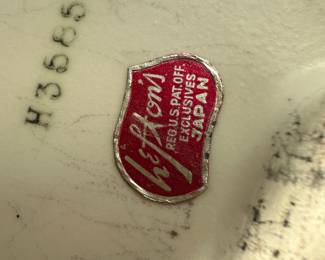 H3585
Lefton's
REG.U.S.PAT.OFF.
EXCLUSIVES
JAPAN